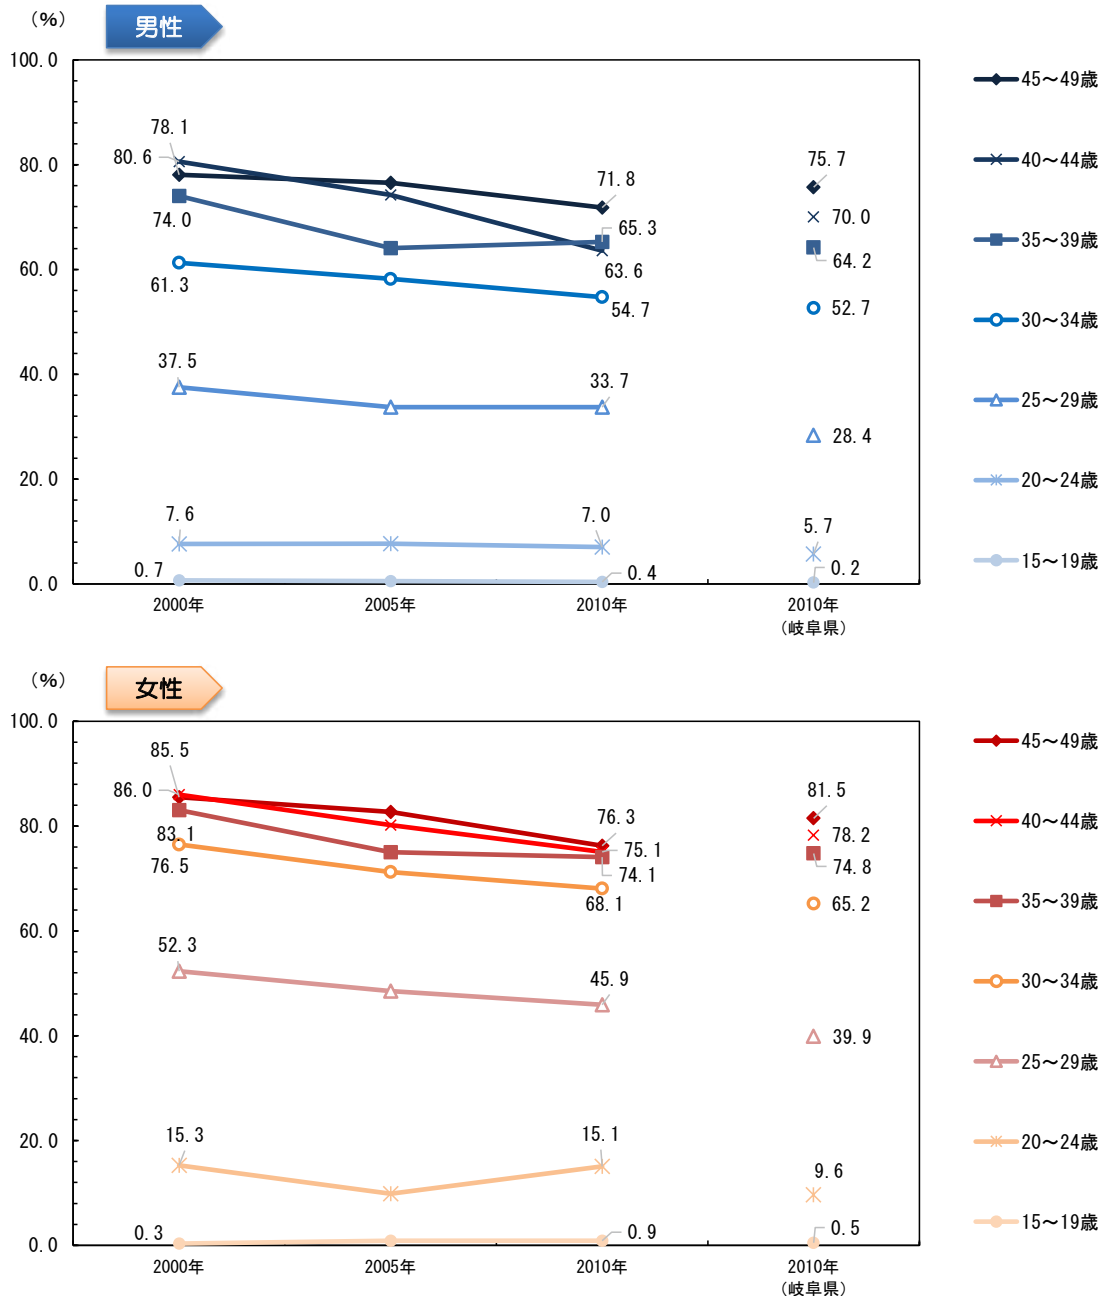 （％）
男性
100.0
80.0
60.0
40.0
20.0
0.0
78.1
80.6
74.0
61.3
37.5
7.6
0.7
71.8
65.3
63.6
54.7
33.7
7.0
0.4
75.7
70.0
64.2
52.7
28.4
5.7
0.2
2000年
2005年
2010年
2010年
（岐阜県）
45～49歳
40～44歳
35～39歳
30～34歳
25～29歳
20～24歳
15～19歳
（％）
女性
100.0
80.0
60.0
40.0
20.0
0.0
85.5
86.0
83.1
76.5
52.3
15.3
0.3
76.3
75.1
74.1
68.1
45.9
15.1
0.9
81.5
78.2
74.8
65.2
39.9
9.6
0.5
2000年
2005年
2010年
2010年
（岐阜県）
45～49歳
40～44歳
35～39歳
30～34歳
25～29歳
20～24歳
15～19歳